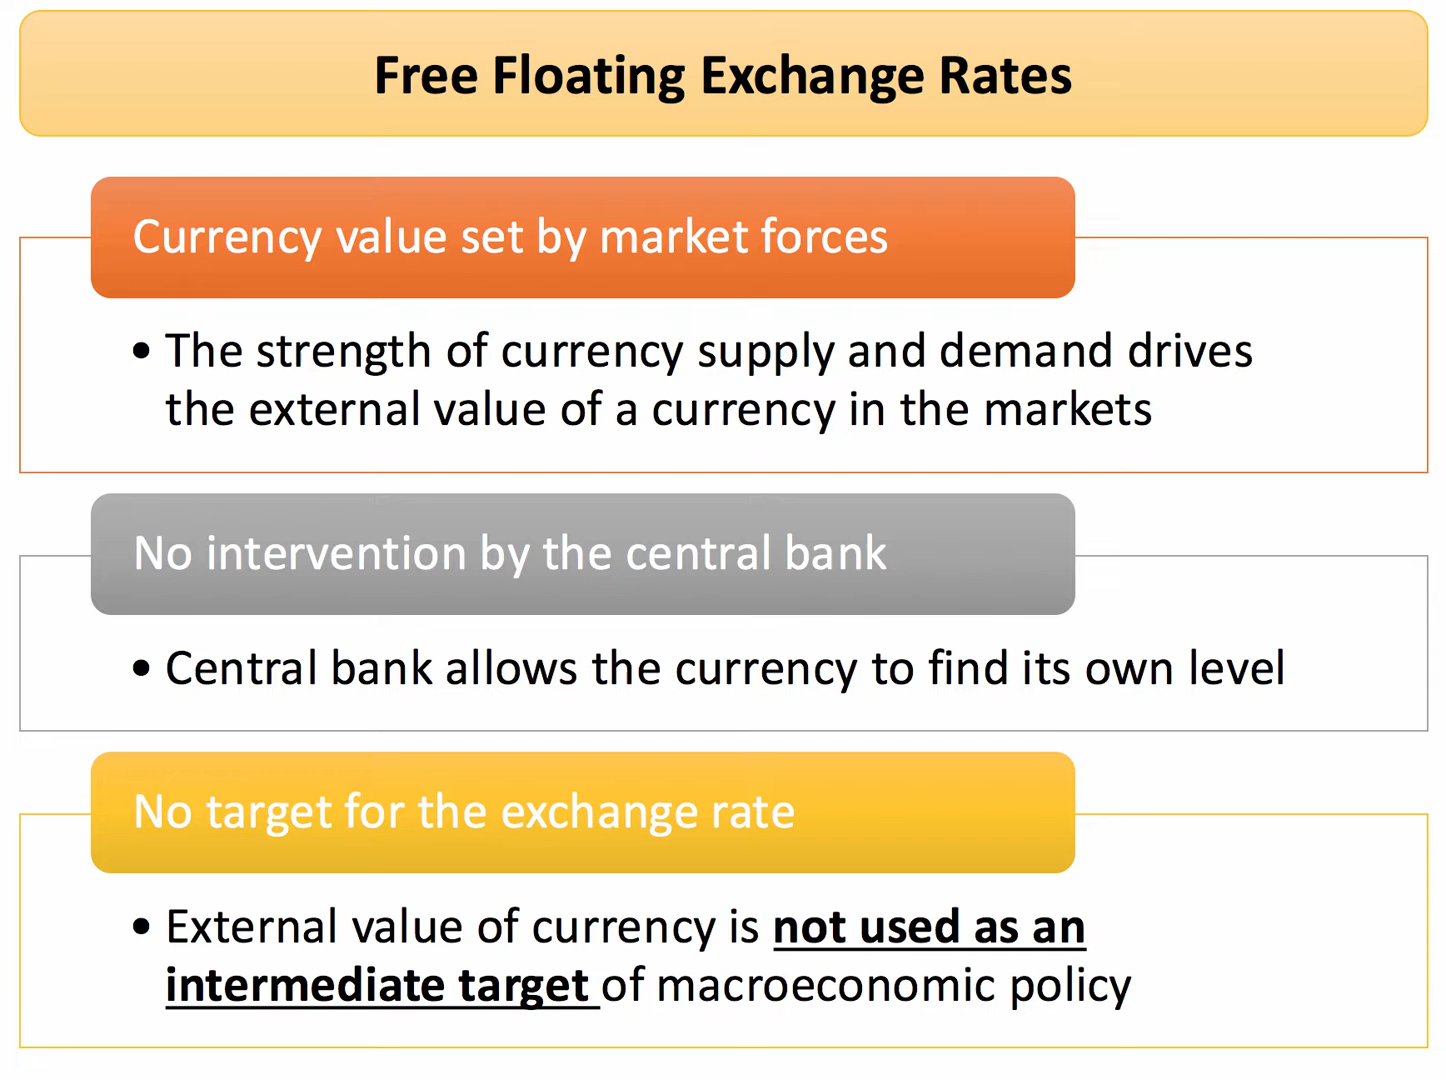 Free Floating Exchange Rates
Currency value set by market forces
• The strength of currency supply and demand drives
the external value of a currency in the markets
No intervention by the central bank
• Central bank allows the currency to find its own level
No target for the exchange rate
• External value of currency is not used as an
intermediate target of macroeconomic policy